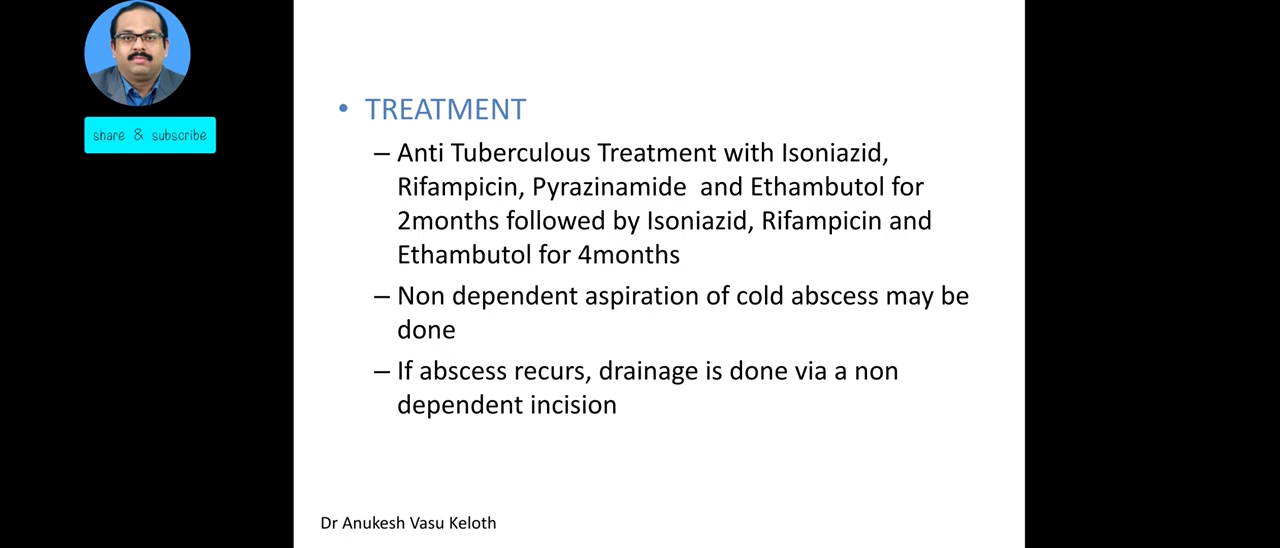 share & subscribe
• TREATMENT
– Anti Tuberculous Treatment with Isoniazid,
Rifampicin, Pyrazinamide and Ethambutol for
2months followed by Isoniazid, Rifampicin and
Ethambutol for 4months
– Non dependent aspiration of cold abscess may be
done
– If abscess recurs, drainage is done via a non
dependent incision
Dr Anukesh Vasu Keloth